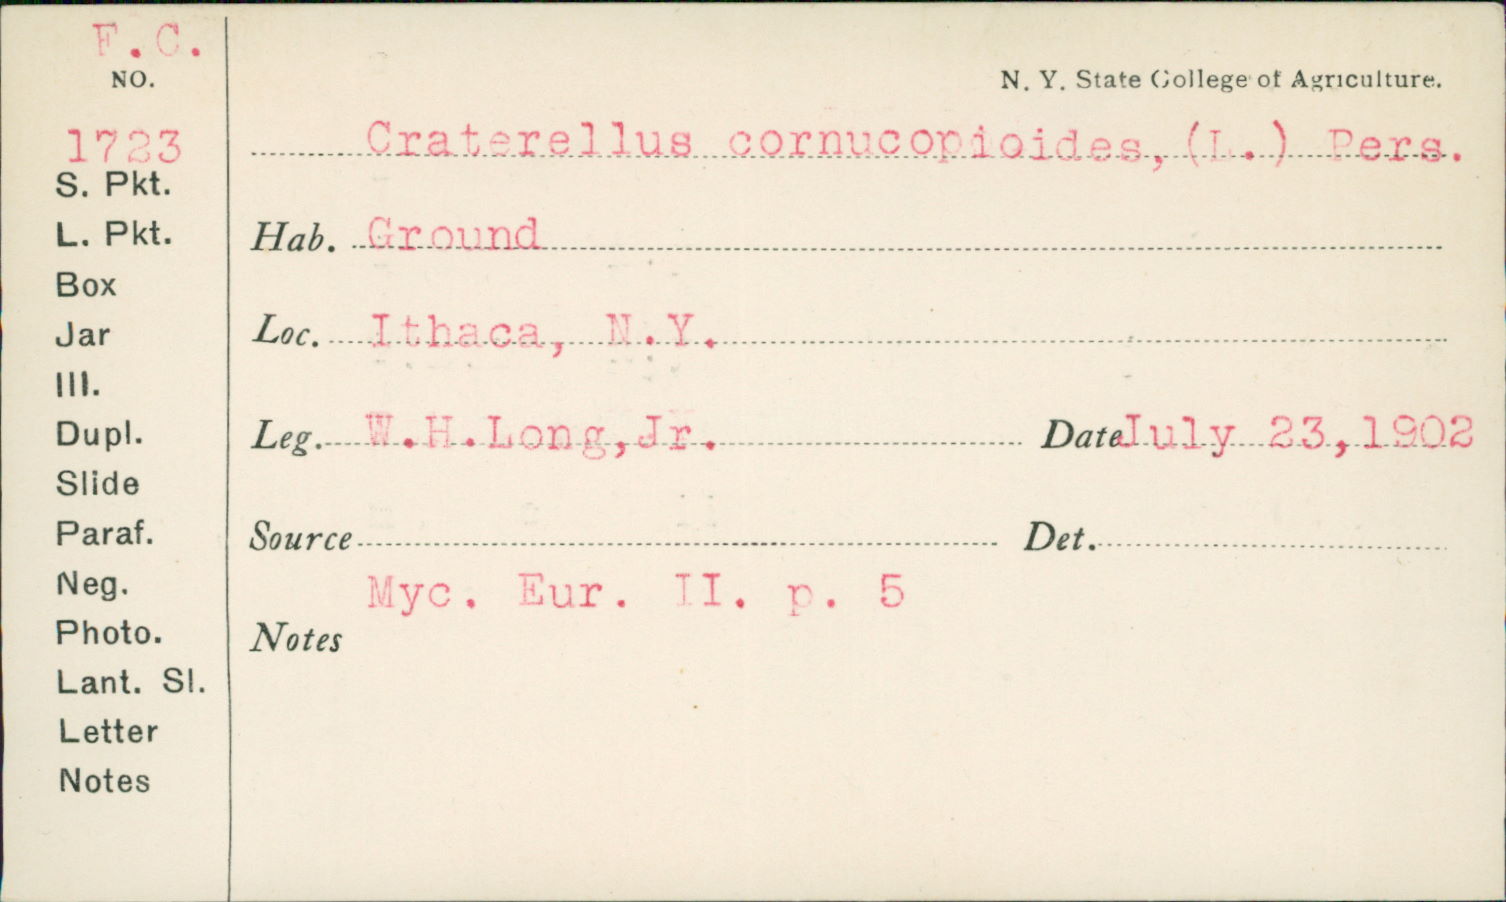 F.C.
NO.
N. Y. State College of Agriculture.
1723
Craterellus cornucopioides, (L.) Pers.
S. Pkt.
L. Pkt.
Hab. Ground
Box
Loc. Ithaca, N.Y.
Jar
Ill.
Dupl.
Leg. W.H.Long,Jr. Date July 23,1902
Slide
Paraf.
Source Det.
Neg.
Myc. Eur. II. p. 5
Photo.
Notes
Lant. Sl.
Letter
Notes